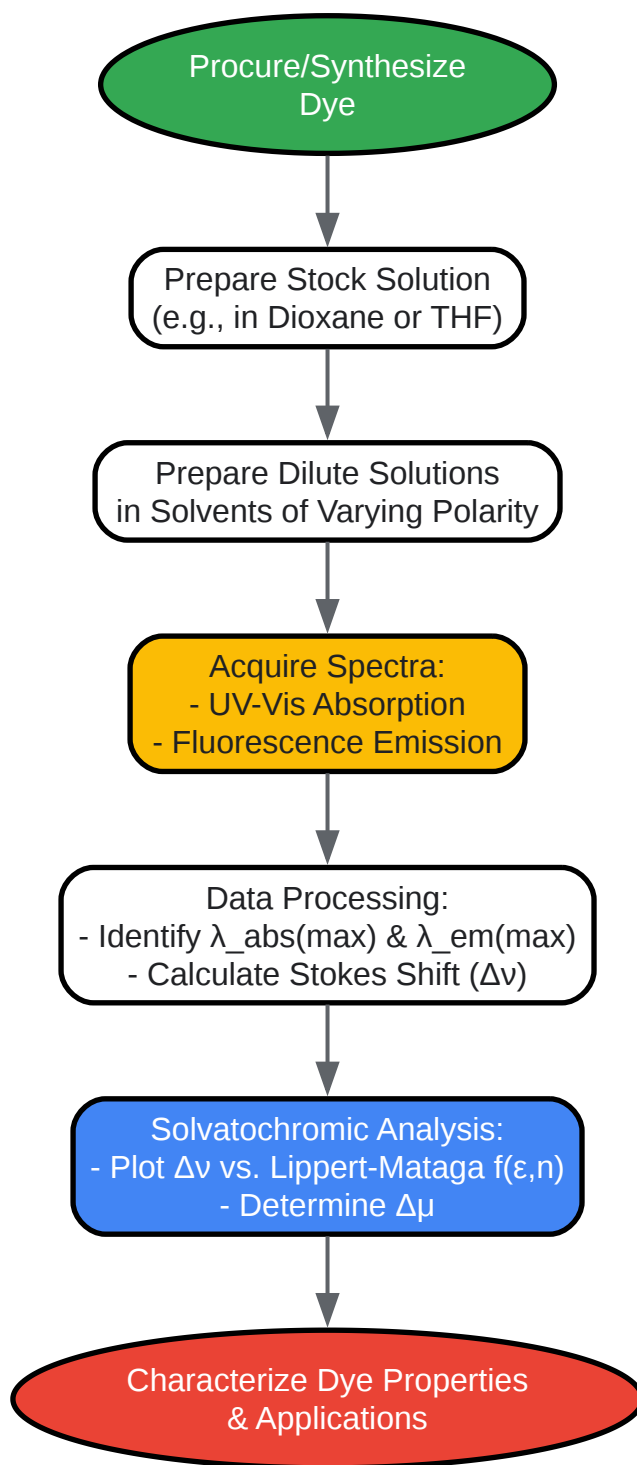 Procure/Synthesize
Dye
Prepare Stock Solution
(e.g., in Dioxane or THF)
Prepare Dilute Solutions
in Solvents of Varying Polarity
Acquire Spectra:
- UV-Vis Absorption
- Fluorescence Emission
Data Processing:
- Identify λ_abs(max) & λ_em(max)
- Calculate Stokes Shift (Δν)
Solvatochromic Analysis:
- Plot Δν vs. Lippert-Mataga f(ε,n)
- Determine Δμ
Characterize Dye Properties
& Applications